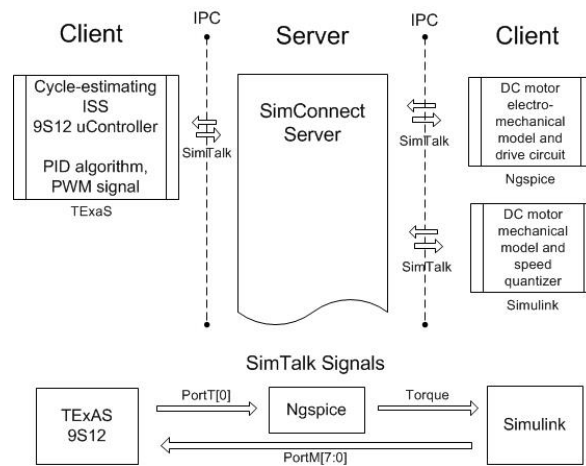 IPC
IPC
Client
Server
Client
Cycle-estimating
ISS
9S12 uController
PID algorithm,
PWM signal
TExaS
SimTalk
SimConnect
Server
SimTalk
DC motor
electro-
mechanical
model and
drive circuit
Ngspice
SimTalk
DC motor
mechanical
model and
speed
quantizer
Simulink
SimTalk Signals
TExAS
9S12
PortT[0]
Ngspice
Torque
Simulink
PortM[7:0]